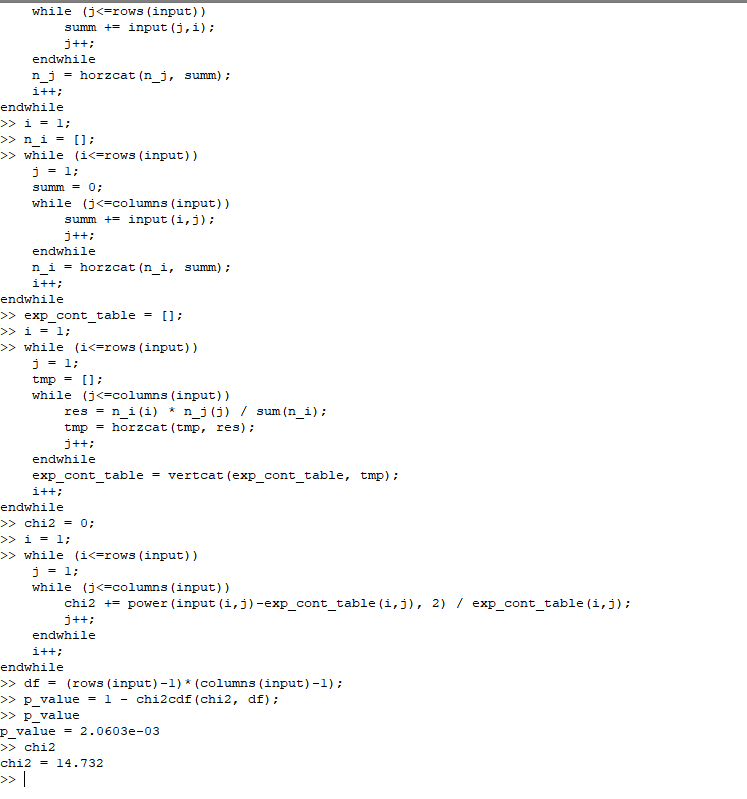 while (j<=rows(input))
        summ += input(j,i);
        j++;
    endwhile
    n_j = horzcat(n_j, summ);
    i++;
endwhile
>> i = 1;
>> n_i = [];
>> while (i<=rows(input))
    j = 1;
    summ = 0;
    while (j<=columns(input))
        summ += input(i,j);
        j++;
    endwhile
    n_i = horzcat(n_i, summ);
    i++;
endwhile
>> exp_cont_table = [];
>> i = 1;
>> while (i<=rows(input))
    j = 1;
    tmp = [];
    while (j<=columns(input))
        res = n_i(i) * n_j(j) / sum(n_i);
        tmp = horzcat(tmp, res);
        j++;
    endwhile
    exp_cont_table = vertcat(exp_cont_table, tmp);
    i++;
endwhile
>> chi2 = 0;
>> i = 1;
>> while (i<=rows(input))
    j = 1;
    while (j<=columns(input))
        chi2 += power(input(i,j)-exp_cont_table(i,j), 2) / exp_cont_table(i,j);
        j++;
    endwhile
    i++;
endwhile
>> df = (rows(input)-1)*(columns(input)-1);
>> p_value = 1 - chi2cdf(chi2, df);
>> p_value
p_value = 2.0603e-03
>> chi2
chi2 = 14.732
>>